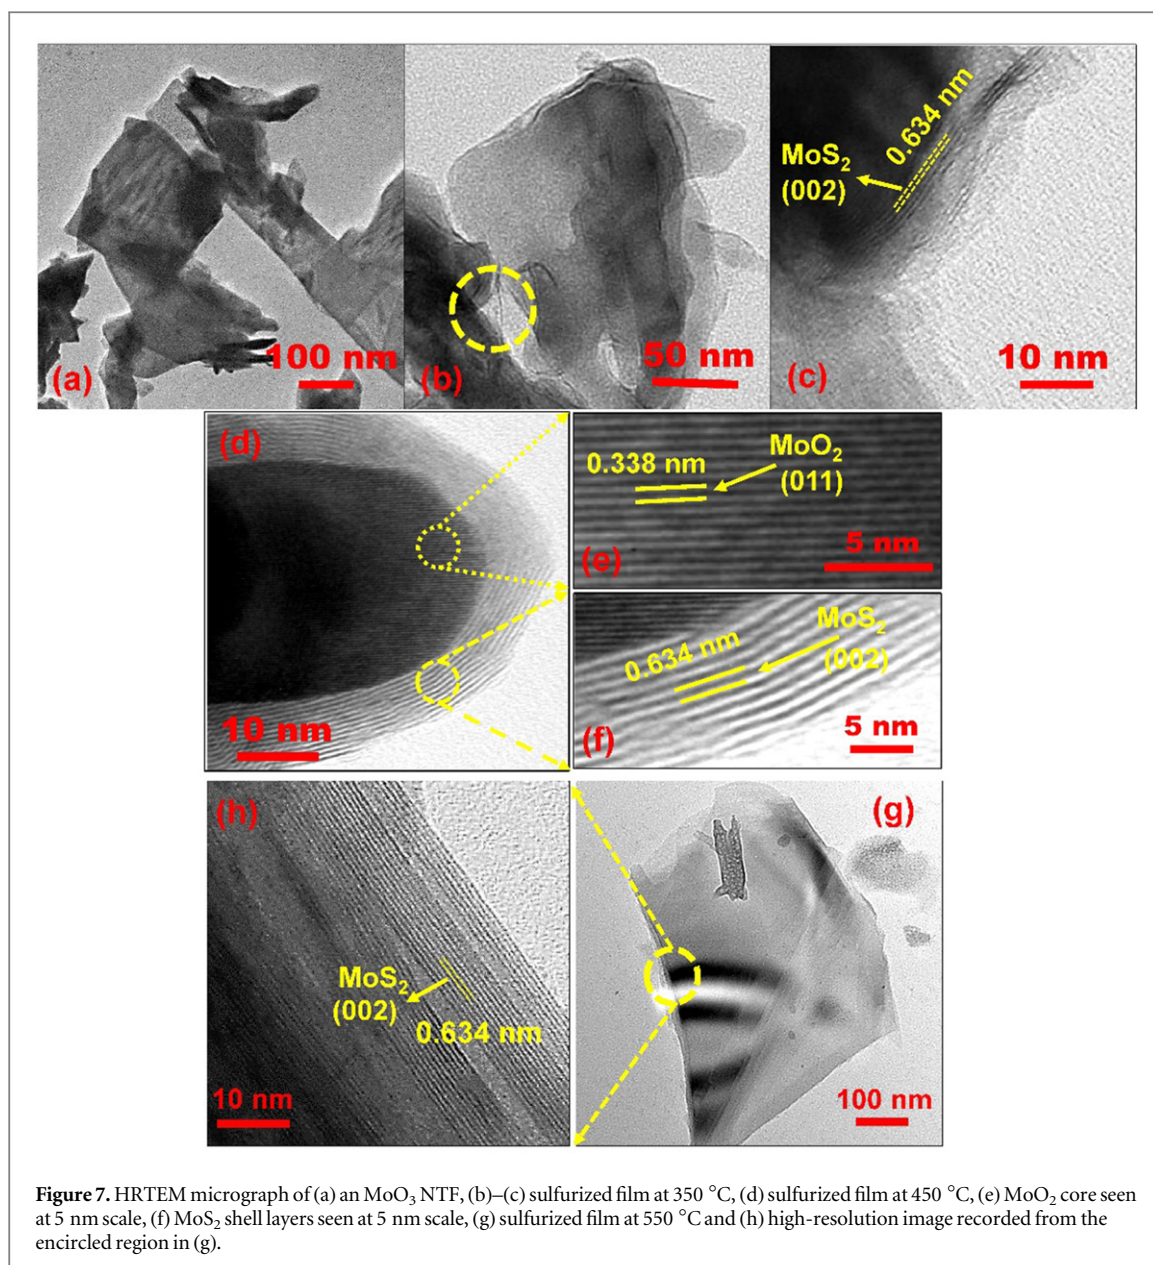 (a)
100 nm
(b)
50 nm
MoS₂
(002)
0.634 nm
(c)
10 nm
(d)
10 nm
0.338 nm
MoO₂
(011)
(e)
5 nm
0.634 nm
MoS₂
(002)
(f)
5 nm
(h)
MoS₂
(002)
0.634 nm
10 nm
(g)
100 nm
Figure 7. HRTEM micrograph of (a) an MoO₃ NTF, (b)–(c) sulfurized film at 350 °C, (d) sulfurized film at 450 °C, (e) MoO₂ core seen
at 5 nm scale, (f) MoS₂ shell layers seen at 5 nm scale, (g) sulfurized film at 550 °C and (h) high-resolution image recorded from the
encircled region in (g).